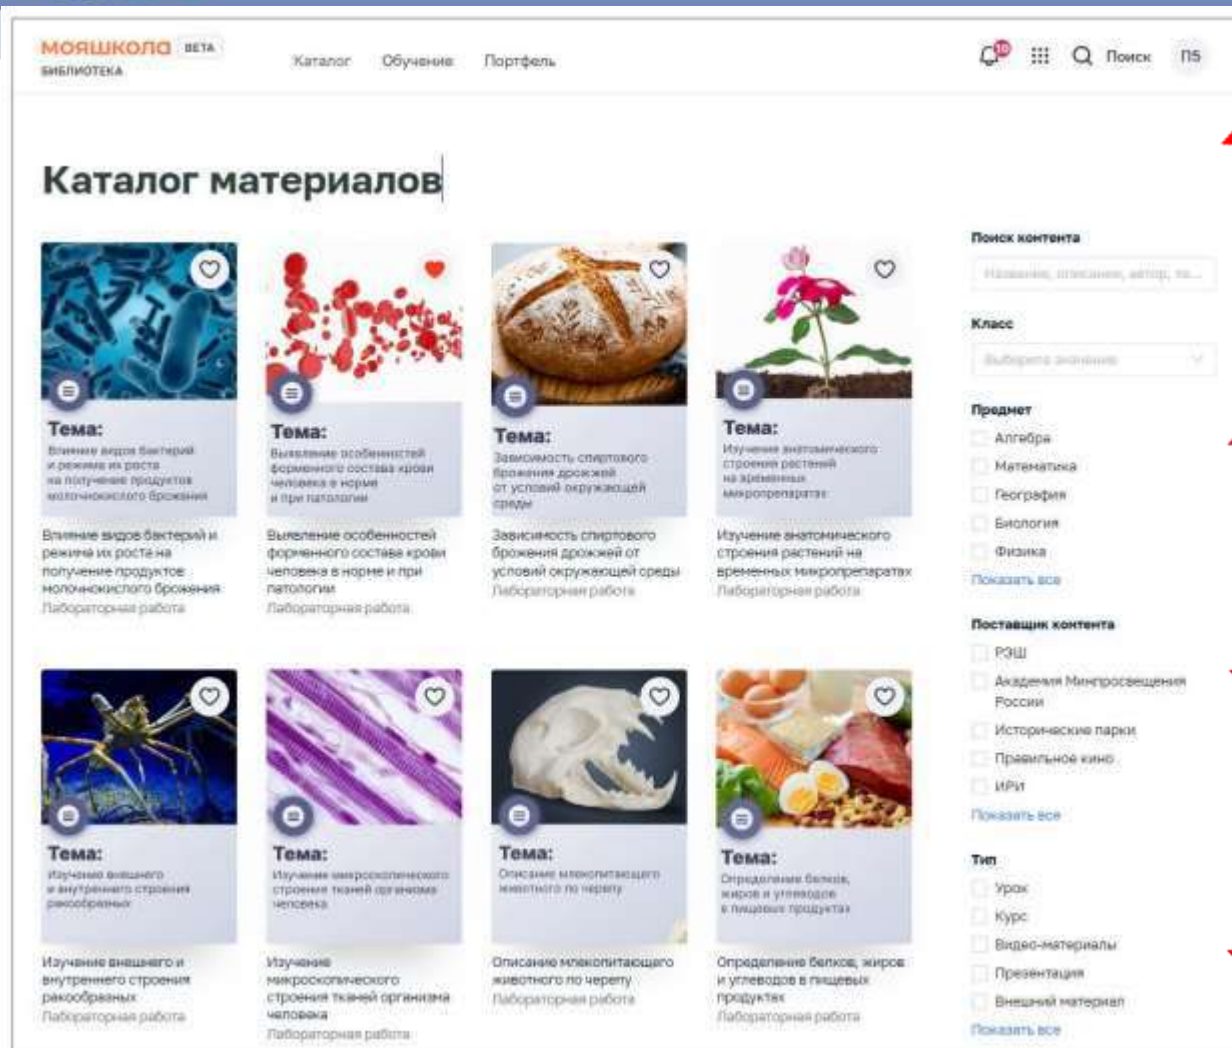 МОЯШКОЛА BETA
БИБЛИОТЕКА
Каталог Обучение Портфель
10
Поиск П5
Каталог материалов
Тема:
Влияние видов бактерий
и режима их роста
на получение продуктов
молочнокислого брожения
Влияние видов бактерий и
режима их роста на
получение продуктов
молочнокислого брожения
Лабораторная работа
Тема:
Выявление особенностей
форменного состава крови
человека в норме
и при патологии
Выявление особенностей
форменного состава крови
человека в норме и при
патологии
Лабораторная работа
Тема:
Зависимость спиртового
брожения дрожжей
от условий окружающей
среды
Зависимость спиртового
брожения дрожжей от
условий окружающей среды
Лабораторная работа
Тема:
Изучение анатомического
строения растений
на временных
микропрепаратах
Изучение анатомического
строения растений на
временных микропрепаратах
Лабораторная работа
Тема:
Изучение внешнего
и внутреннего строения
ракообразных
Изучение внешнего и
внутреннего строения
ракообразных
Лабораторная работа
Тема:
Изучение микроскопического
строения тканей организма
человека
Изучение
микроскопического
строения тканей организма
человека
Лабораторная работа
Тема:
Описание млекопитающего
животного по черепу
Описание млекопитающего
животного по черепу
Лабораторная работа
Тема:
Определение белков,
жиров и углеводов
в пищевых продуктах
Определение белков, жиров
и углеводов в пищевых
продуктах
Лабораторная работа
Поиск контента
Название, описание, автор, те...
Класс
Выберите значение
Предмет
Алгебра
Математика
География
Биология
Физика
Показать все
Поставщик контента
РЭШ
Академия Минпросвещения
России
Исторические парки
Правильное кино
ИРИ
Показать все
Тип
Урок
Курс
Видео-материалы
Презентация
Внешний материал
Показать все